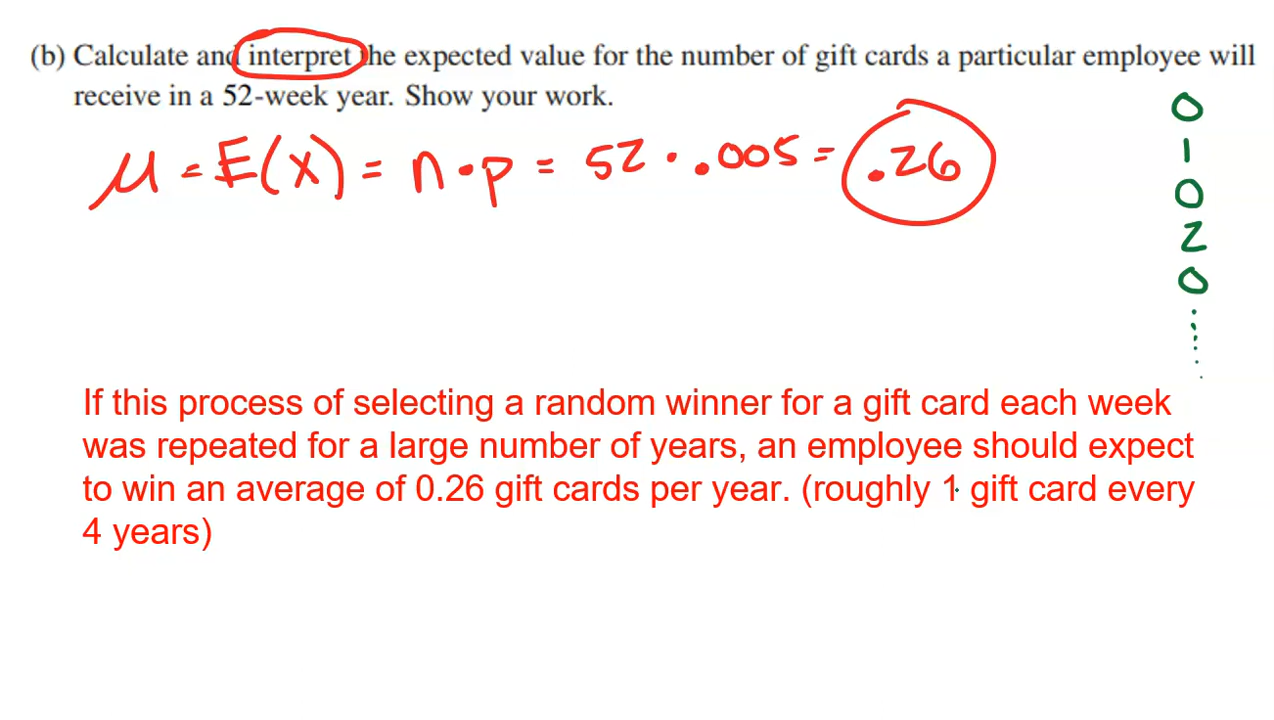 (b) Calculate and interpret the expected value for the number of gift cards a particular employee will
receive in a 52-week year. Show your work.
μ = E(X) = n • p = 52 • .005 = .26
0
1
0
2
0
If this process of selecting a random winner for a gift card each week
was repeated for a large number of years, an employee should expect
to win an average of 0.26 gift cards per year. (roughly 1 gift card every
4 years)